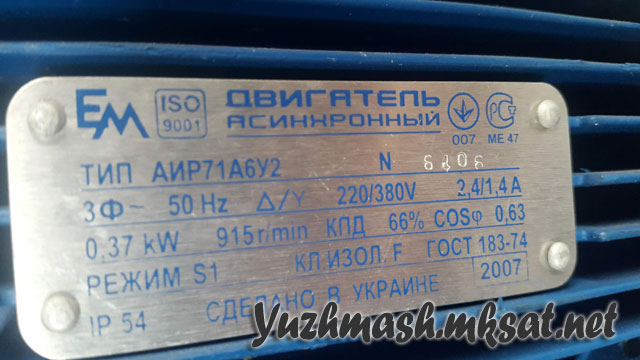 EM ISO 9001 ДВИГАТЕЛЬ АСИНХРОННЫЙ 007 РС МЕ 47
ТИП АИР71А6У2 N
3Ф~ 50 Hz Δ/Y 220/380V 2,4/1,4 А
0,37 kW 915r/min КПД 66% COSφ 0,63
РЕЖИМ S1 КЛ.ИЗОЛ. F ГОСТ 183-74
IP 54 СДЕЛАНО В УКРАИНЕ 2007
Yuzhmash.mksat.net